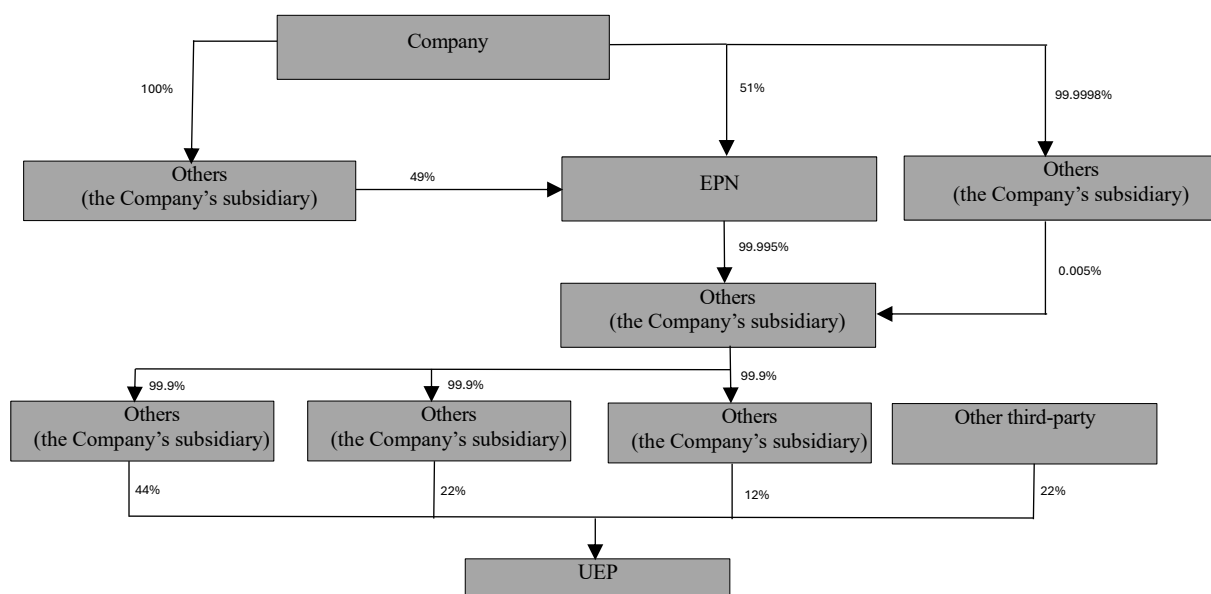 Company
100%
51%
99.9998%
Others
(the Company’s subsidiary)
49%
EPN
Others
(the Company’s subsidiary)
99.995%
0.005%
Others
(the Company’s subsidiary)
99.9%
99.9%
99.9%
Others
(the Company’s subsidiary)
Others
(the Company’s subsidiary)
Others
(the Company’s subsidiary)
Other third-party
44%
22%
12%
22%
UEP